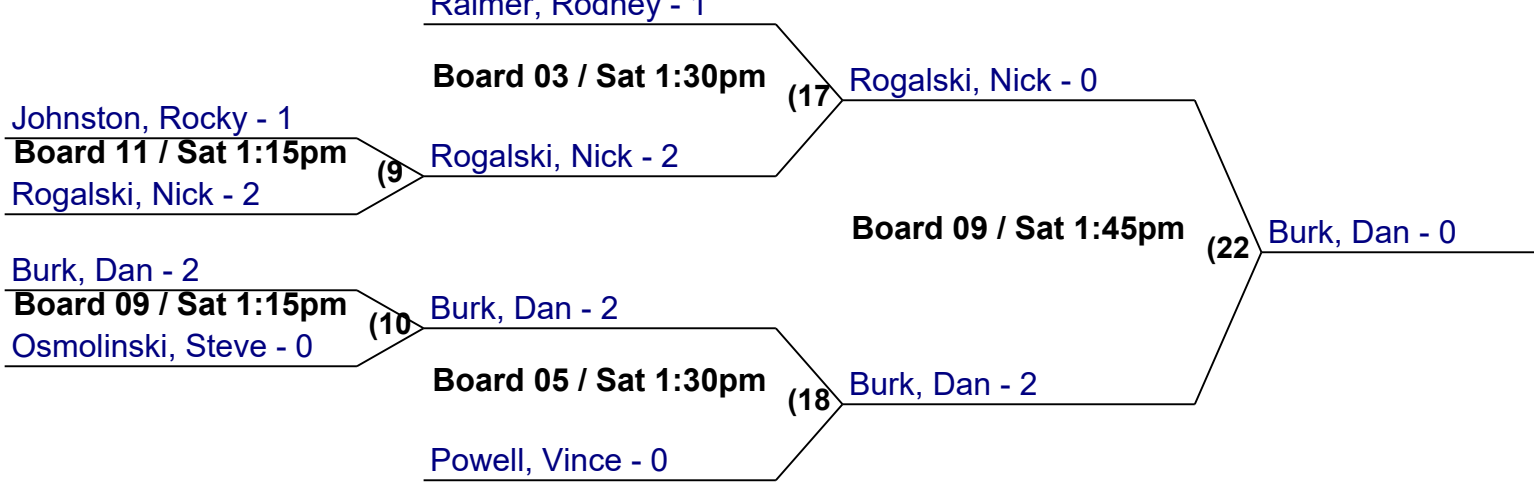 Raimer, Rodney - 1
Board 03 / Sat 1:30pm
(17
Rogalski, Nick - 0
Johnston, Rocky - 1
Board 11 / Sat 1:15pm
(9
Rogalski, Nick - 2
Rogalski, Nick - 2
Board 09 / Sat 1:45pm
(22
Burk, Dan - 0
Burk, Dan - 2
Board 09 / Sat 1:15pm
(10
Burk, Dan - 2
Osmolinski, Steve - 0
Board 05 / Sat 1:30pm
(18
Burk, Dan - 2
Powell, Vince - 0